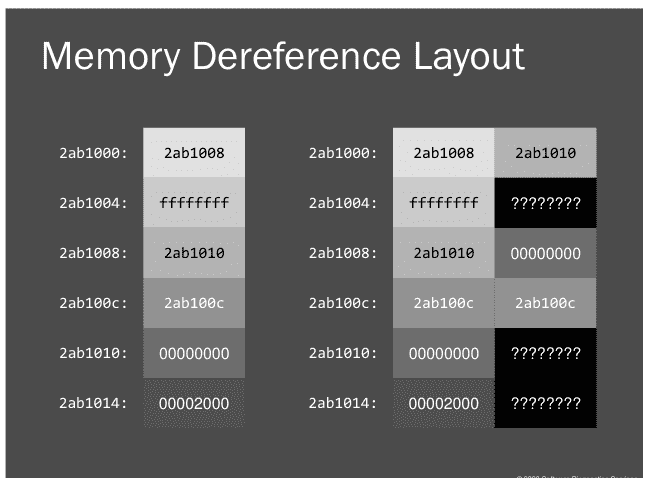 Memory Dereference Layout
2ab1000: 2ab1008 2ab1000: 2ab1008 2ab1010
2ab1004: ffffffff 2ab1004: ffffffff ????????
2ab1008: 2ab1010 2ab1008: 2ab1010 00000000
2ab100c: 2ab100c 2ab100c: 2ab100c 2ab100c
2ab1010: 00000000 2ab1010: 00000000 ????????
2ab1014: 00002000 2ab1014: 00002000 ????????